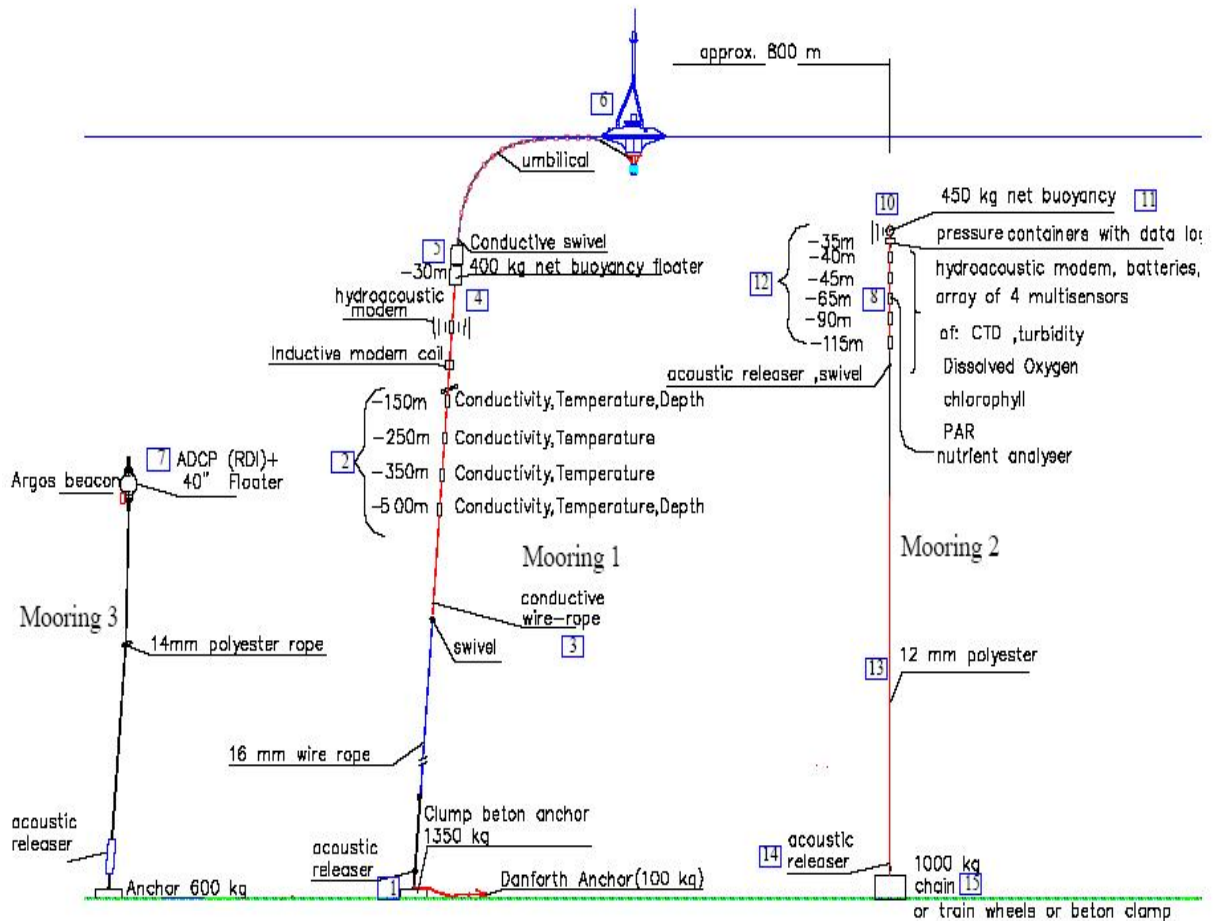 approx. 800 m
6
umbilical
10
450 kg net buoyancy
11
Conductive swivel
5
-30m
400 kg net buoyancy floater
hydroacoustic
modem
4
Inductive modem coil
-35m
-40m
-45m
-65m
-90m
-115m
12
8
pressure containers with data log
hydroacoustic modem, batteries,
array of 4 multisensors
of: CTD ,turbidity
Dissolved Oxygen
chlorophyll
PAR
nutrient analyser
acoustic releaser ,swivel
2
-150m Conductivity,Temperature,Depth
-250m Conductivity,Temperature
-350m Conductivity,Temperature
-500m Conductivity,Temperature,Depth
7
ADCP (RDI)+
40" Floater
Argos beacon
Mooring 1
Mooring 2
Mooring 3
conductive
wire-rope
3
swivel
14mm polyester rope
13
12 mm polyester
16 mm wire rope
acoustic
releaser
Anchor 600 kg
Clump beton anchor
1350 kg
acoustic
releaser
1
Danforth Anchor(100 kg)
14
acoustic
releaser
1000 kg
chain
15
or train wheels or beton clamp